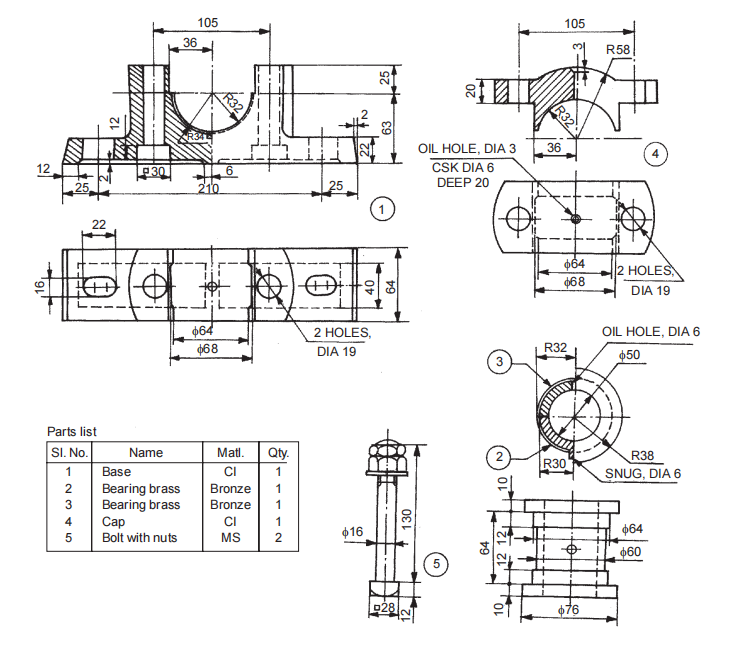 105
36
R32
R34
25
63
2
22
12
12
2
□30
6
25
210
25
1
22
16
40
64
ϕ64
ϕ68
2 HOLES,
DIA 19
105
3
R58
20
R32
36
4
OIL HOLE, DIA 3
CSK DIA 6
DEEP 20
ϕ64
ϕ68
2 HOLES,
DIA 19
OIL HOLE, DIA 6
R32
ϕ50
3
2
R38
R30
SNUG, DIA 6
10
12
64
12
10
ϕ64
ϕ60
ϕ76
ϕ16
130
5
□28
12
Parts list
Sl. No. Name Matl. Qty.
1 Base CI 1
2 Bearing brass Bronze 1
3 Bearing brass Bronze 1
4 Cap CI 1
5 Bolt with nuts MS 2